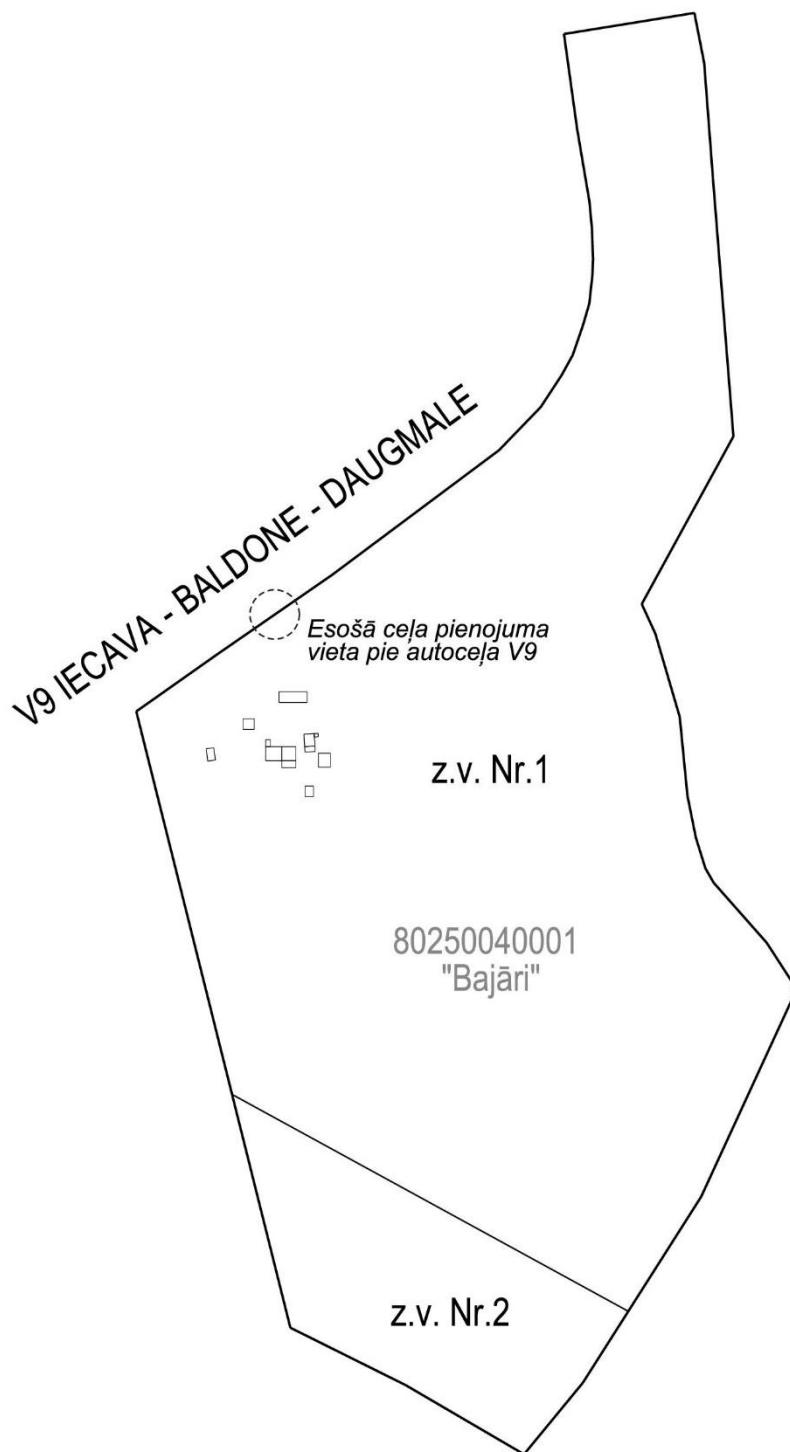 V9 IECAVA - BALDONE - DAUGMALE
Esošā ceļa pienojuma
vieta pie autoceļa V9
z.v. Nr.1
80250040001
"Bajāri"
z.v. Nr.2